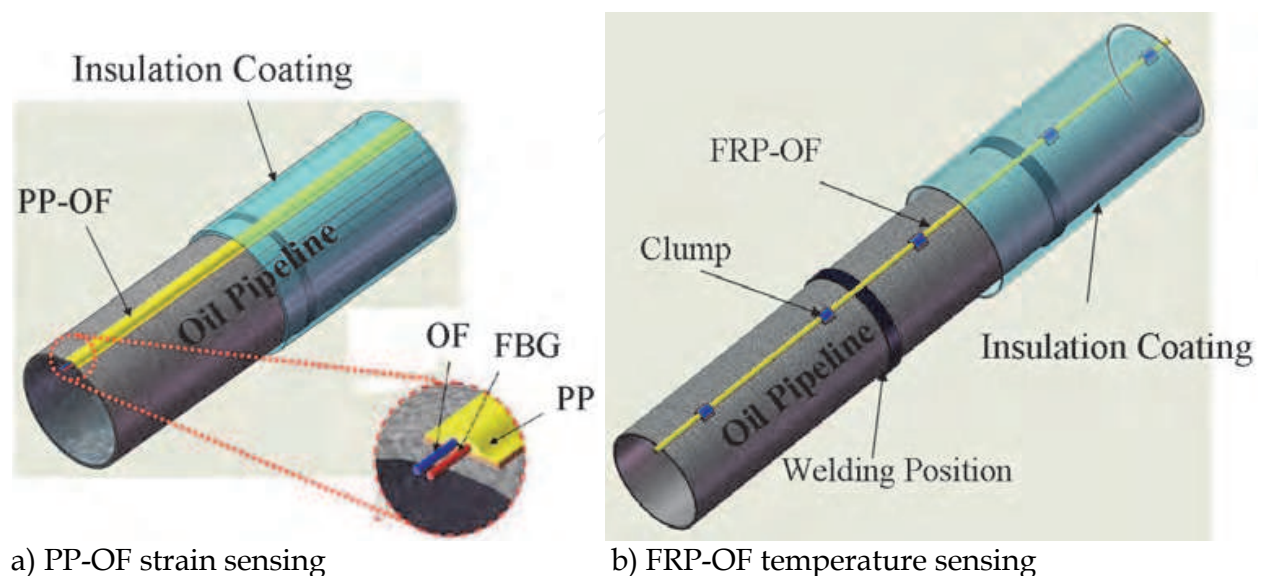 Insulation Coating
PP-OF
Oil Pipeline
OF
FBG
PP
a) PP-OF strain sensing
FRP-OF
Clump
Oil Pipeline
Insulation Coating
Welding Position
b) FRP-OF temperature sensing